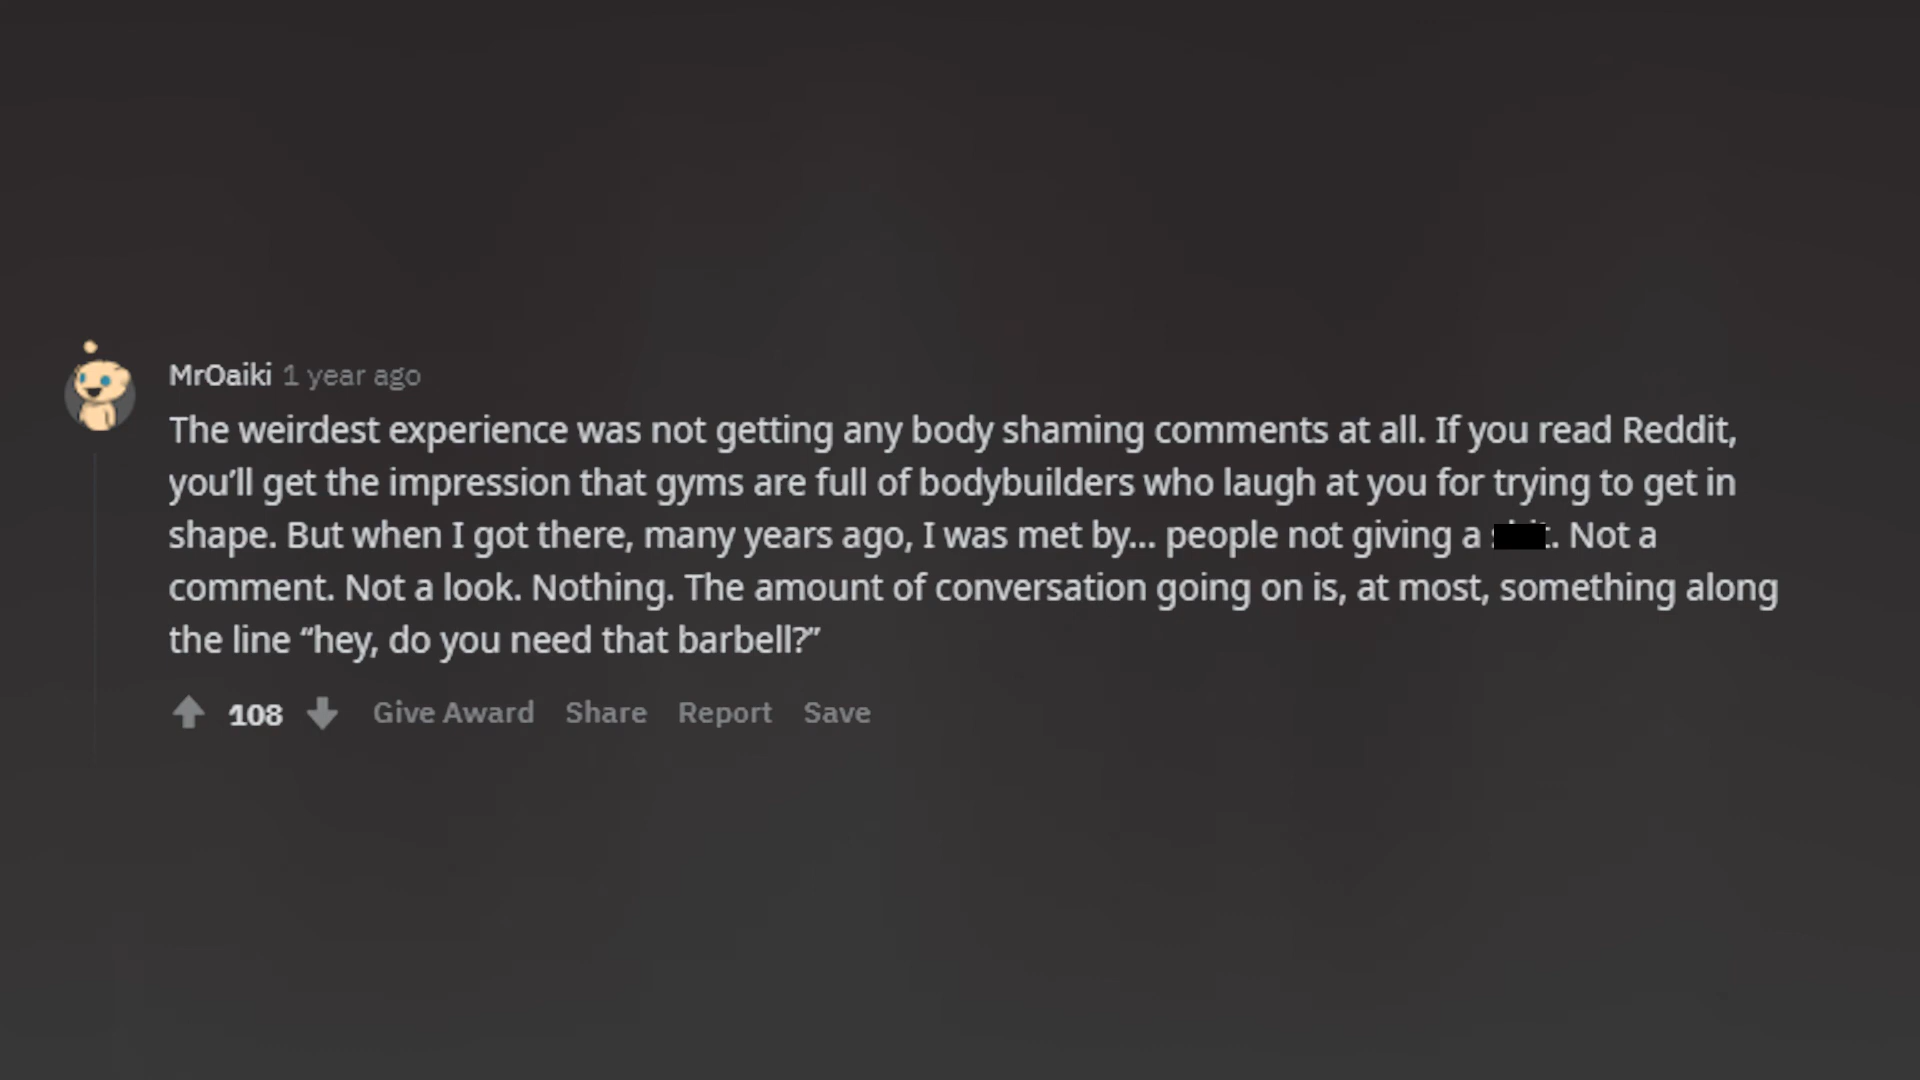 MrOaiki 1 year ago
The weirdest experience was not getting any body shaming comments at all. If you read Reddit,
you’ll get the impression that gyms are full of bodybuilders who laugh at you for trying to get in
shape. But when I got there, many years ago, I was met by... people not giving a . Not a
comment. Not a look. Nothing. The amount of conversation going on is, at most, something along
the line “hey, do you need that barbell?”
108 Give Award Share Report Save